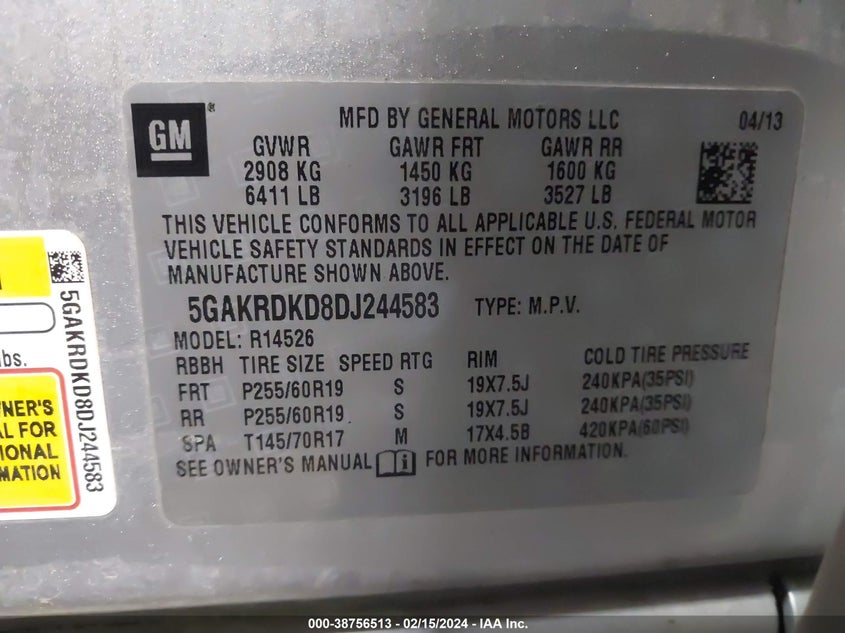 GM ®
MFD BY GENERAL MOTORS LLC 04/13
GVWR GAWR FRT GAWR RR
2908 KG 1450 KG 1600 KG
6411 LB 3196 LB 3527 LB
THIS VEHICLE CONFORMS TO ALL APPLICABLE U.S. FEDERAL MOTOR
VEHICLE SAFETY STANDARDS IN EFFECT ON THE DATE OF
MANUFACTURE SHOWN ABOVE.
5GAKRDKD8DJ244583 TYPE: M.P.V.
MODEL: R14526
RBBH TIRE SIZE SPEED RTG RIM COLD TIRE PRESSURE
FRT P255/60R19 S 19X7.5J 240KPA(35PSI)
RR P255/60R19 S 19X7.5J 240KPA(35PSI)
SPA T145/70R17 M 17X4.5B 420KPA(60PSI)
SEE OWNER'S MANUAL FOR MORE INFORMATION.
5GAKRDKD8DJ244583
bs.
NER'S
AL FOR
IONAL
MATION
000-38756513 - 02/15/2024 - IAA Inc.